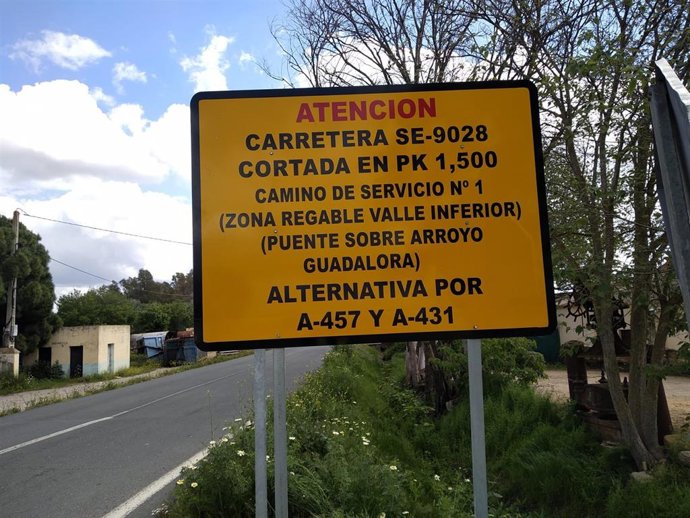 ATENCION
CARRETERA SE-9028
CORTADA EN PK 1,500
CAMINO DE SERVICIO Nº 1
(ZONA REGABLE VALLE INFERIOR)
(PUENTE SOBRE ARROYO
GUADALORA)
ALTERNATIVA POR
A-457 Y A-431